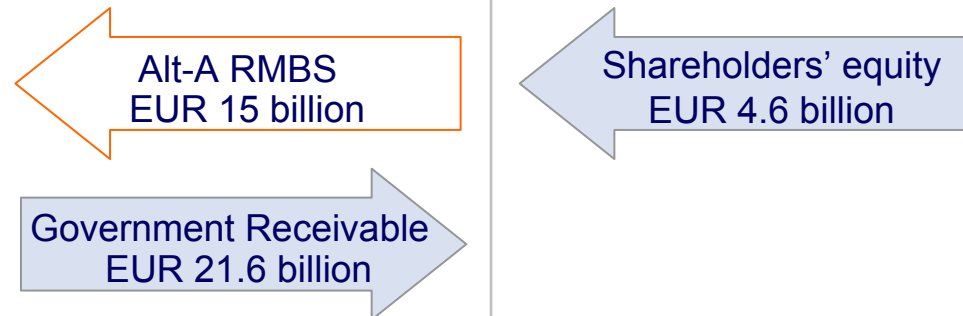 Alt-A RMBS
EUR 15 billion
Shareholders’ equity
EUR 4.6 billion
Government Receivable
EUR 21.6 billion